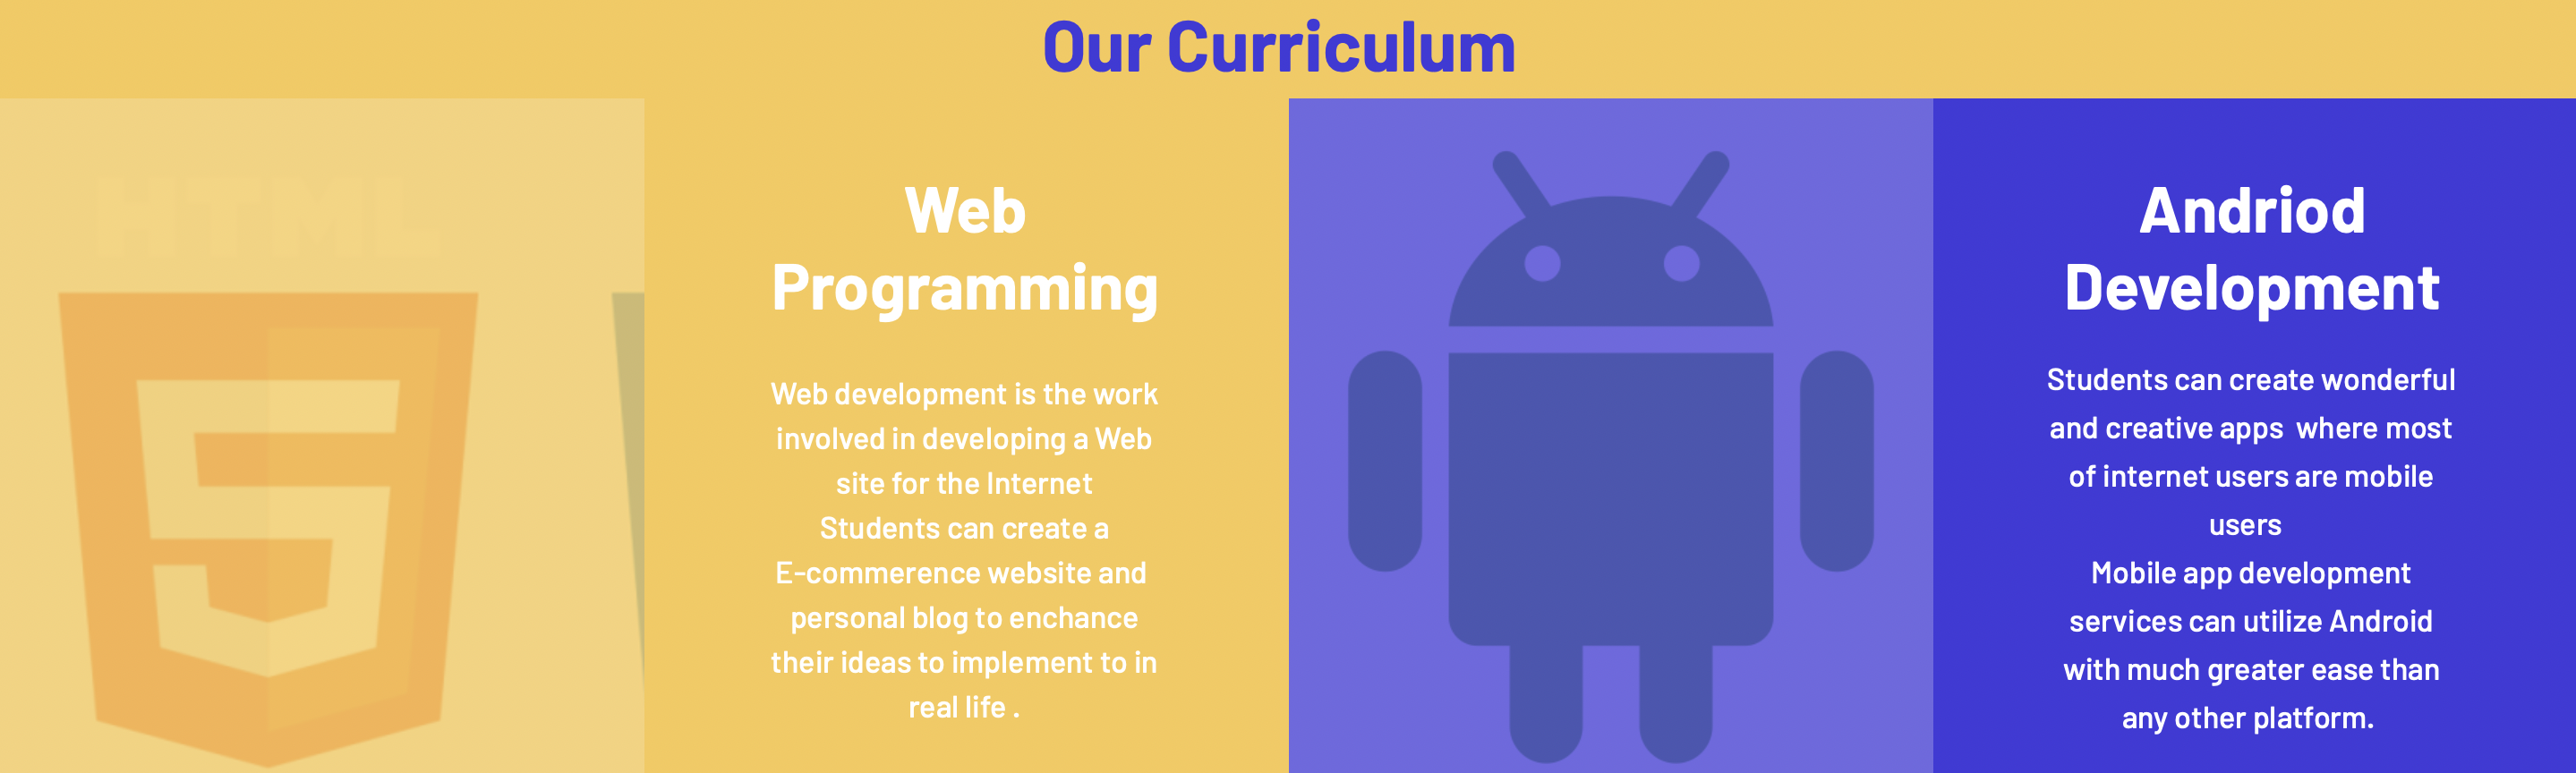 Our Curriculum
HTML
5
Web
Programming
Web development is the work
involved in developing a Web
site for the Internet
Students can create a
E-commerence website and
personal blog to enchance
their ideas to implement to in
real life .
Andriod
Development
Students can create wonderful
and creative apps  where most
of internet users are mobile
users
Mobile app development
services can utilize Android
with much greater ease than
any other platform.